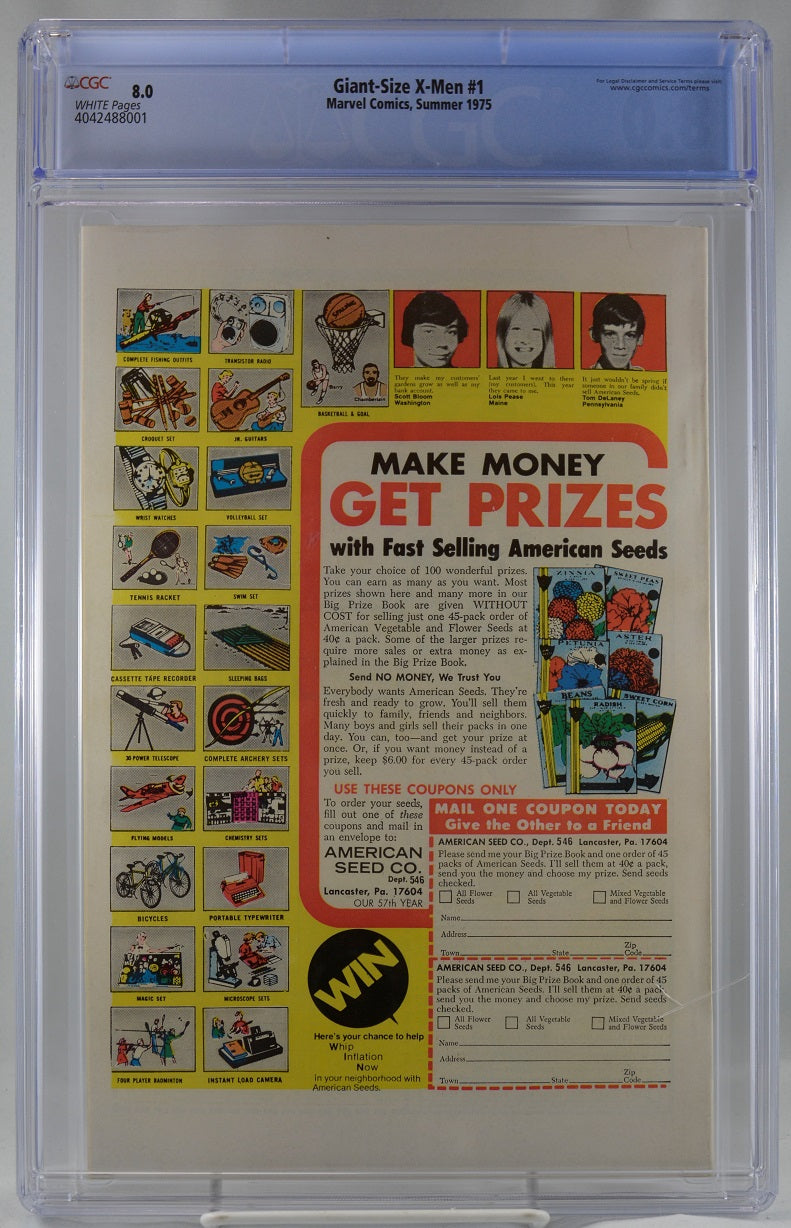 CGC 8.0
WHITE Pages
4042488001
Giant-Size X-Men #1
Marvel Comics, Summer 1975
For Legal Disclaimer and Service Terms please visit
www.cgccomics.com/terms
COMPLETE FISHING OUTFITS
TRANSISTOR RADIO
CROQUET SET
JR. GUITARS
WRIST WATCHES
VOLLEYBALL SET
TENNIS RACKET
SWIM SET
CASSETTE TAPE RECORDER
SLEEPING BAGS
30 POWER TELESCOPE
COMPLETE ARCHERY SETS
FLYING MODELS
CHEMISTRY SETS
BICYCLES
PORTABLE TYPEWRITER
MAGIC SET
MICROSCOPE SETS
FOUR PLAYER BADMINTON
INSTANT LOAD CAMERA
Spalding
Barry
Chamberlain
BASKETBALL & GOAL
They make my customers'
gardens grow as well as my
bank account.
Scott Bloom
Washington
Last year I went to them
(my customers). This year
they came to me.
Lois Pease
Maine
It just wouldn't be spring if
someone in our family didn't
sell American Seeds.
Tom DeLaney
Pennsylvania
MAKE MONEY
GET PRIZES
with Fast Selling American Seeds
Take your choice of 100 wonderful prizes.
You can earn as many as you want. Most
prizes shown here and many more in our
Big Prize Book are given WITHOUT
COST for selling just one 45-pack order of
American Vegetable and Flower Seeds at
40¢ a pack. Some of the larger prizes re-
quire more sales or extra money as ex-
plained in the Big Prize Book.
Send NO MONEY, We Trust You
Everybody wants American Seeds. They're
fresh and ready to grow. You'll sell them
quickly to family, friends and neighbors.
Many boys and girls sell their packs in one
day. You can, too—and get your prize at
once. Or, if you want money instead of a
prize, keep $6.00 for every 45-pack order
you sell.
ZINNIA
SWEET PEAS
PETUNIA
ASTER
BEANS
RADISH
SWEET CORN
USE THESE COUPONS ONLY
To order your seeds,
fill out one of these
coupons and mail in
an envelope to:
AMERICAN
SEED CO.
Dept. 546
Lancaster, Pa. 17604
OUR 57th YEAR
MAIL ONE COUPON TODAY
Give the Other to a Friend
AMERICAN SEED CO., Dept. 546 Lancaster, Pa. 17604
Please send me your Big Prize Book and one order of 45
packs of American Seeds. I'll sell them at 40¢ a pack,
send you the money and choose my prize. Send seeds
checked.
All Flower Seeds
All Vegetable Seeds
Mixed Vegetable and Flower Seeds
Name
Address
Town State Zip Code
AMERICAN SEED CO., Dept. 546 Lancaster, Pa. 17604
Please send me your Big Prize Book and one order of 45
packs of American Seeds. I'll sell them at 40¢ a pack,
send you the money and choose my prize. Send seeds
checked.
All Flower Seeds
All Vegetable Seeds
Mixed Vegetable and Flower Seeds
Name
Address
Town State Zip Code
WIN
Here's your chance to help
Whip
Inflation
Now
in your neighborhood with
American Seeds.